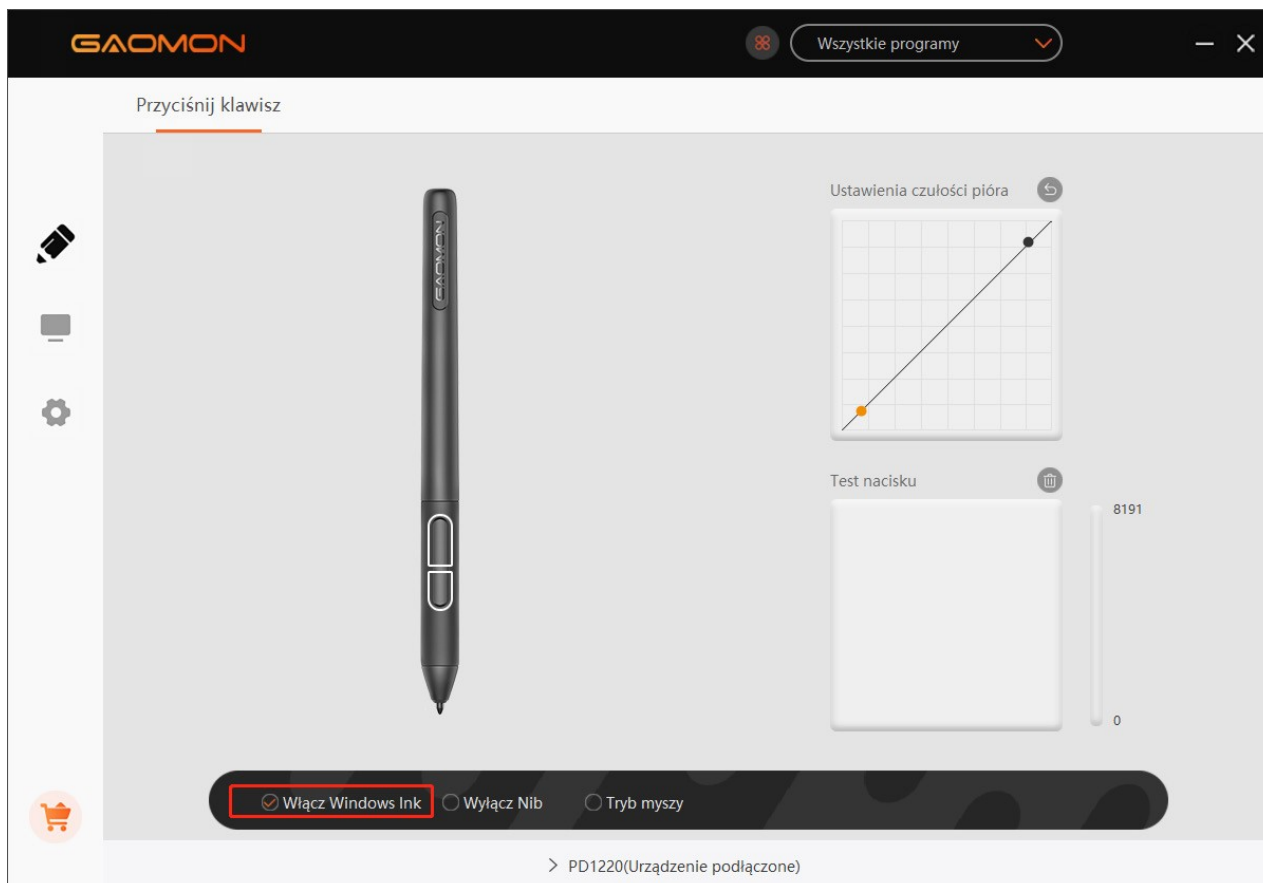 GAOMON
Wszystkie programy
Przyciśnij klawisz
Ustawienia czułości pióra
GAOMON
Test nacisku
8191
0
Włącz Windows Ink
Wyłącz Nib
Tryb myszy
PD1220(Urządzenie podłączone)